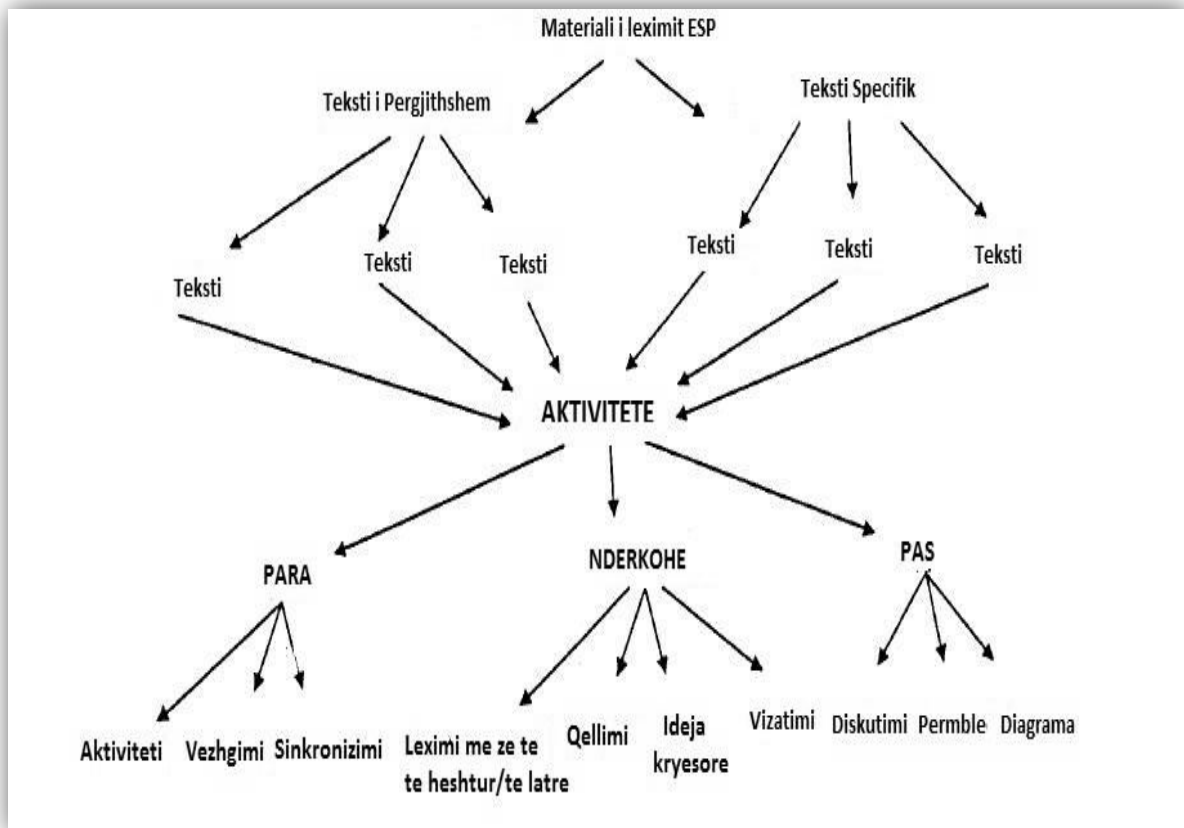 Materiali i leximit ESP
Teksti i Pergjithshem
Teksti Specifik
Teksti
Teksti
Teksti
Teksti
Teksti
Teksti
AKTIVITETE
PARA
NDERKOHE
PAS
Aktiviteti
Vezhgimi
Sinkronizimi
Leximi me ze te
te heshtur/te latre
Qellimi
Ideja
kryesore
Vizatimi
Diskutimi
Permble
Diagrama